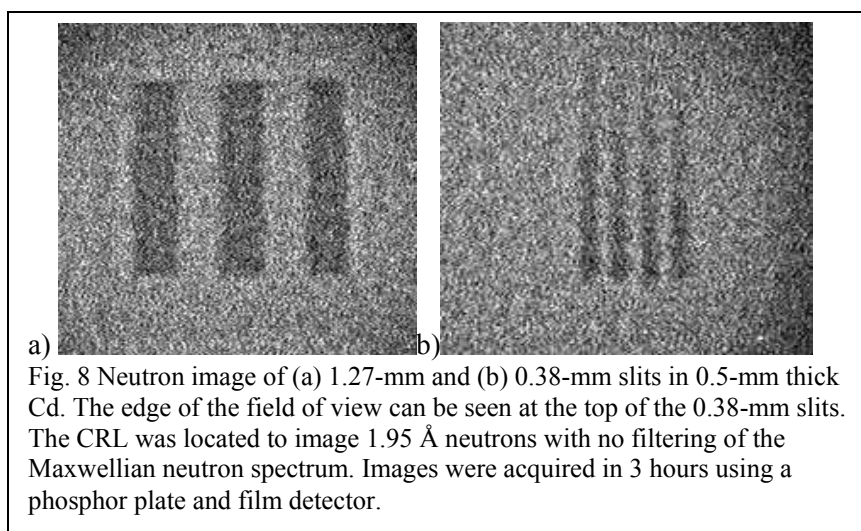 a) b)
Fig. 8 Neutron image of (a) 1.27-mm and (b) 0.38-mm slits in 0.5-mm thick
Cd. The edge of the field of view can be seen at the top of the 0.38-mm slits.
The CRL was located to image 1.95 Å neutrons with no filtering of the
Maxwellian neutron spectrum. Images were acquired in 3 hours using a
phosphor plate and film detector.